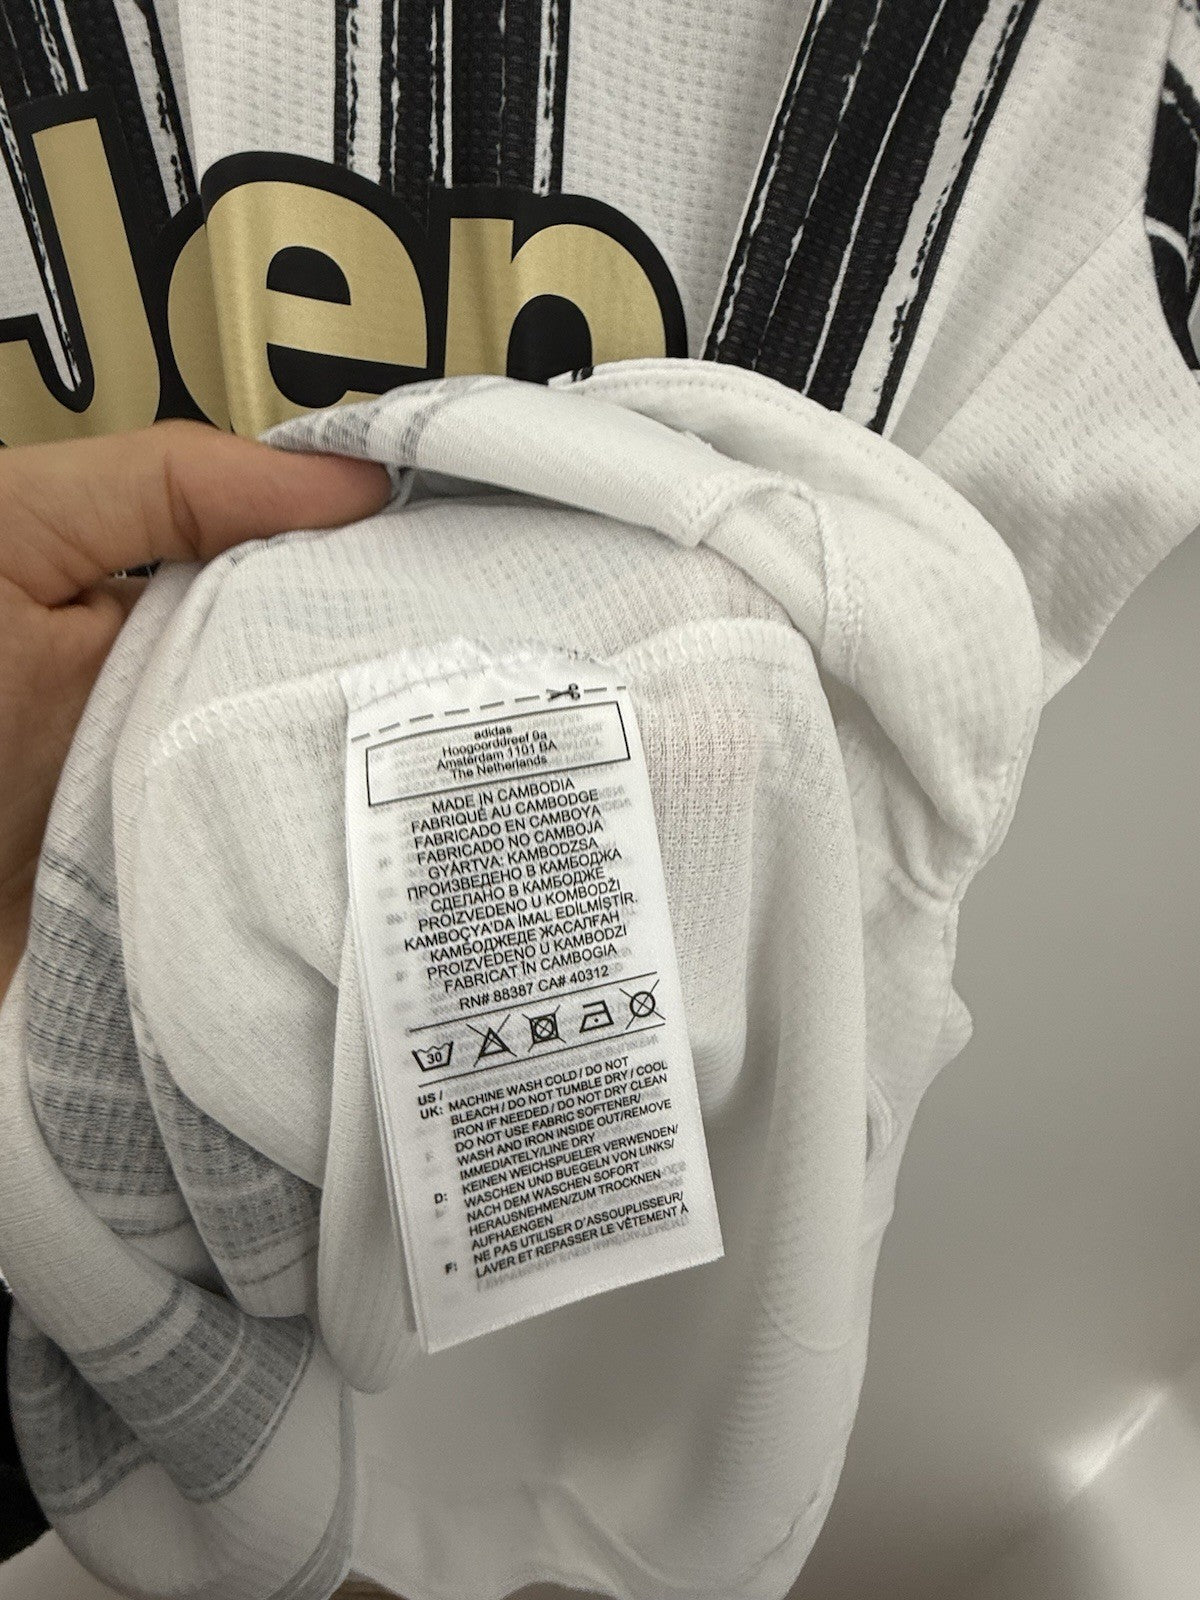 Jeep
adidas
Hoogoorddreef 9a
Amsterdam 1101 BA
The Netherlands
MADE IN CAMBODIA
FABRIQUÉ AU CAMBODGE
FABRICADO EN CAMBOYA
FABRICADO NO CAMBOJA
GYÁRTVA: KAMBODZSA
ПРОИЗВЕДЕНО В КАМБОДЖА
СДЕЛАНО В КАМБОДЖЕ
PROIZVEDENO U KOMBODŽI
KAMBOÇYA'DA İMAL EDİLMİŞTİR.
КАМБОДЖЕДЕ ЖАСАЛҒАН
PROIZVEDENO U KAMBODZI
FABRICAT ÎN CAMBOGIA
RN# 88387 CA# 40312
30
US /
UK: MACHINE WASH COLD / DO NOT
BLEACH / DO NOT TUMBLE DRY / COOL
IRON IF NEEDED / DO NOT DRY CLEAN
DO NOT USE FABRIC SOFTENER/
WASH AND IRON INSIDE OUT/REMOVE
IMMEDIATELY/LINE DRY
D: KEINEN WEICHSPUELER VERWENDEN/
WASCHEN UND BUEGELN VON LINKS/
NACH DEM WASCHEN SOFORT
HERAUSNEHMEN/ZUM TROCKNEN
AUFHAENGEN
F: NE PAS UTILISER D'ASSOUPLISSEUR/
LAVER ET REPASSER LE VÊTEMENT À